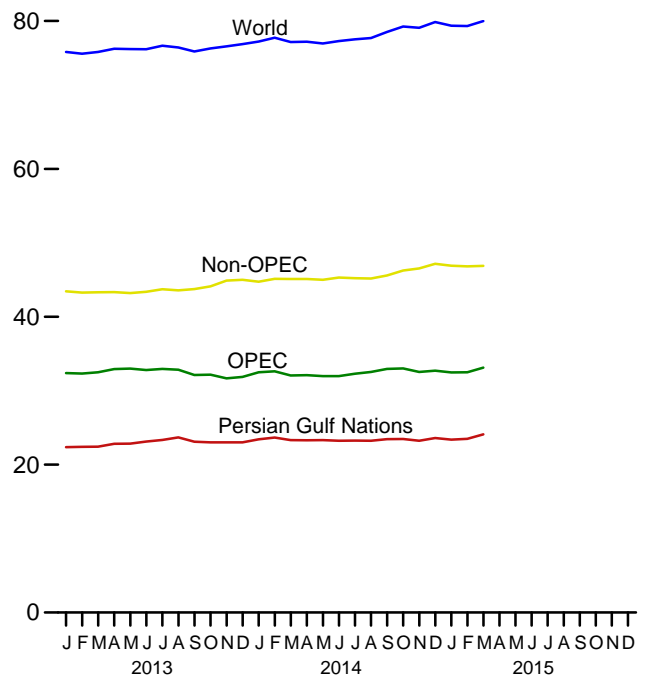 80
World
60
Non-OPEC
40
OPEC
Persian Gulf Nations
20
0
J F M A M J J A S O N D J F M A M J J A S O N D J F M A M J J A S O N D
2013 2014 2015